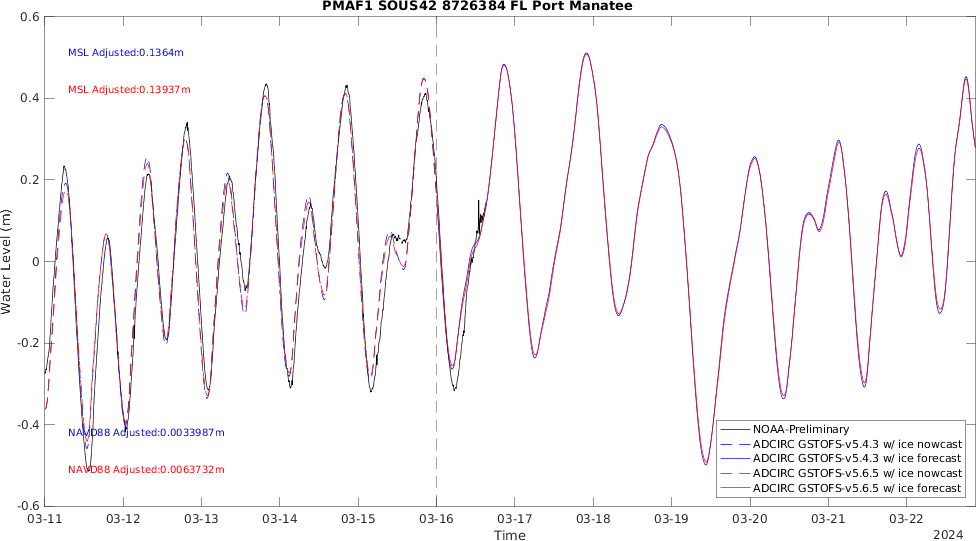 PMAF1 SOUS42 8726384 FL Port Manatee
0.6
MSL Adjusted:0.1364m
MSL Adjusted:0.13937m
0.4
0.2
0
-0.2
-0.4
-0.6
Water Level (m)
NAVD88 Adjusted:0.0033987m
NAVD88 Adjusted:0.0063732m
NOAA-Preliminary
ADCIRC GSTOFS-v5.4.3 w/ ice nowcast
ADCIRC GSTOFS-v5.4.3 w/ ice forecast
ADCIRC GSTOFS-v5.6.5 w/ ice nowcast
ADCIRC GSTOFS-v5.6.5 w/ ice forecast
03-11 03-12 03-13 03-14 03-15 03-16 03-17 03-18 03-19 03-20 03-21 03-22
Time
2024